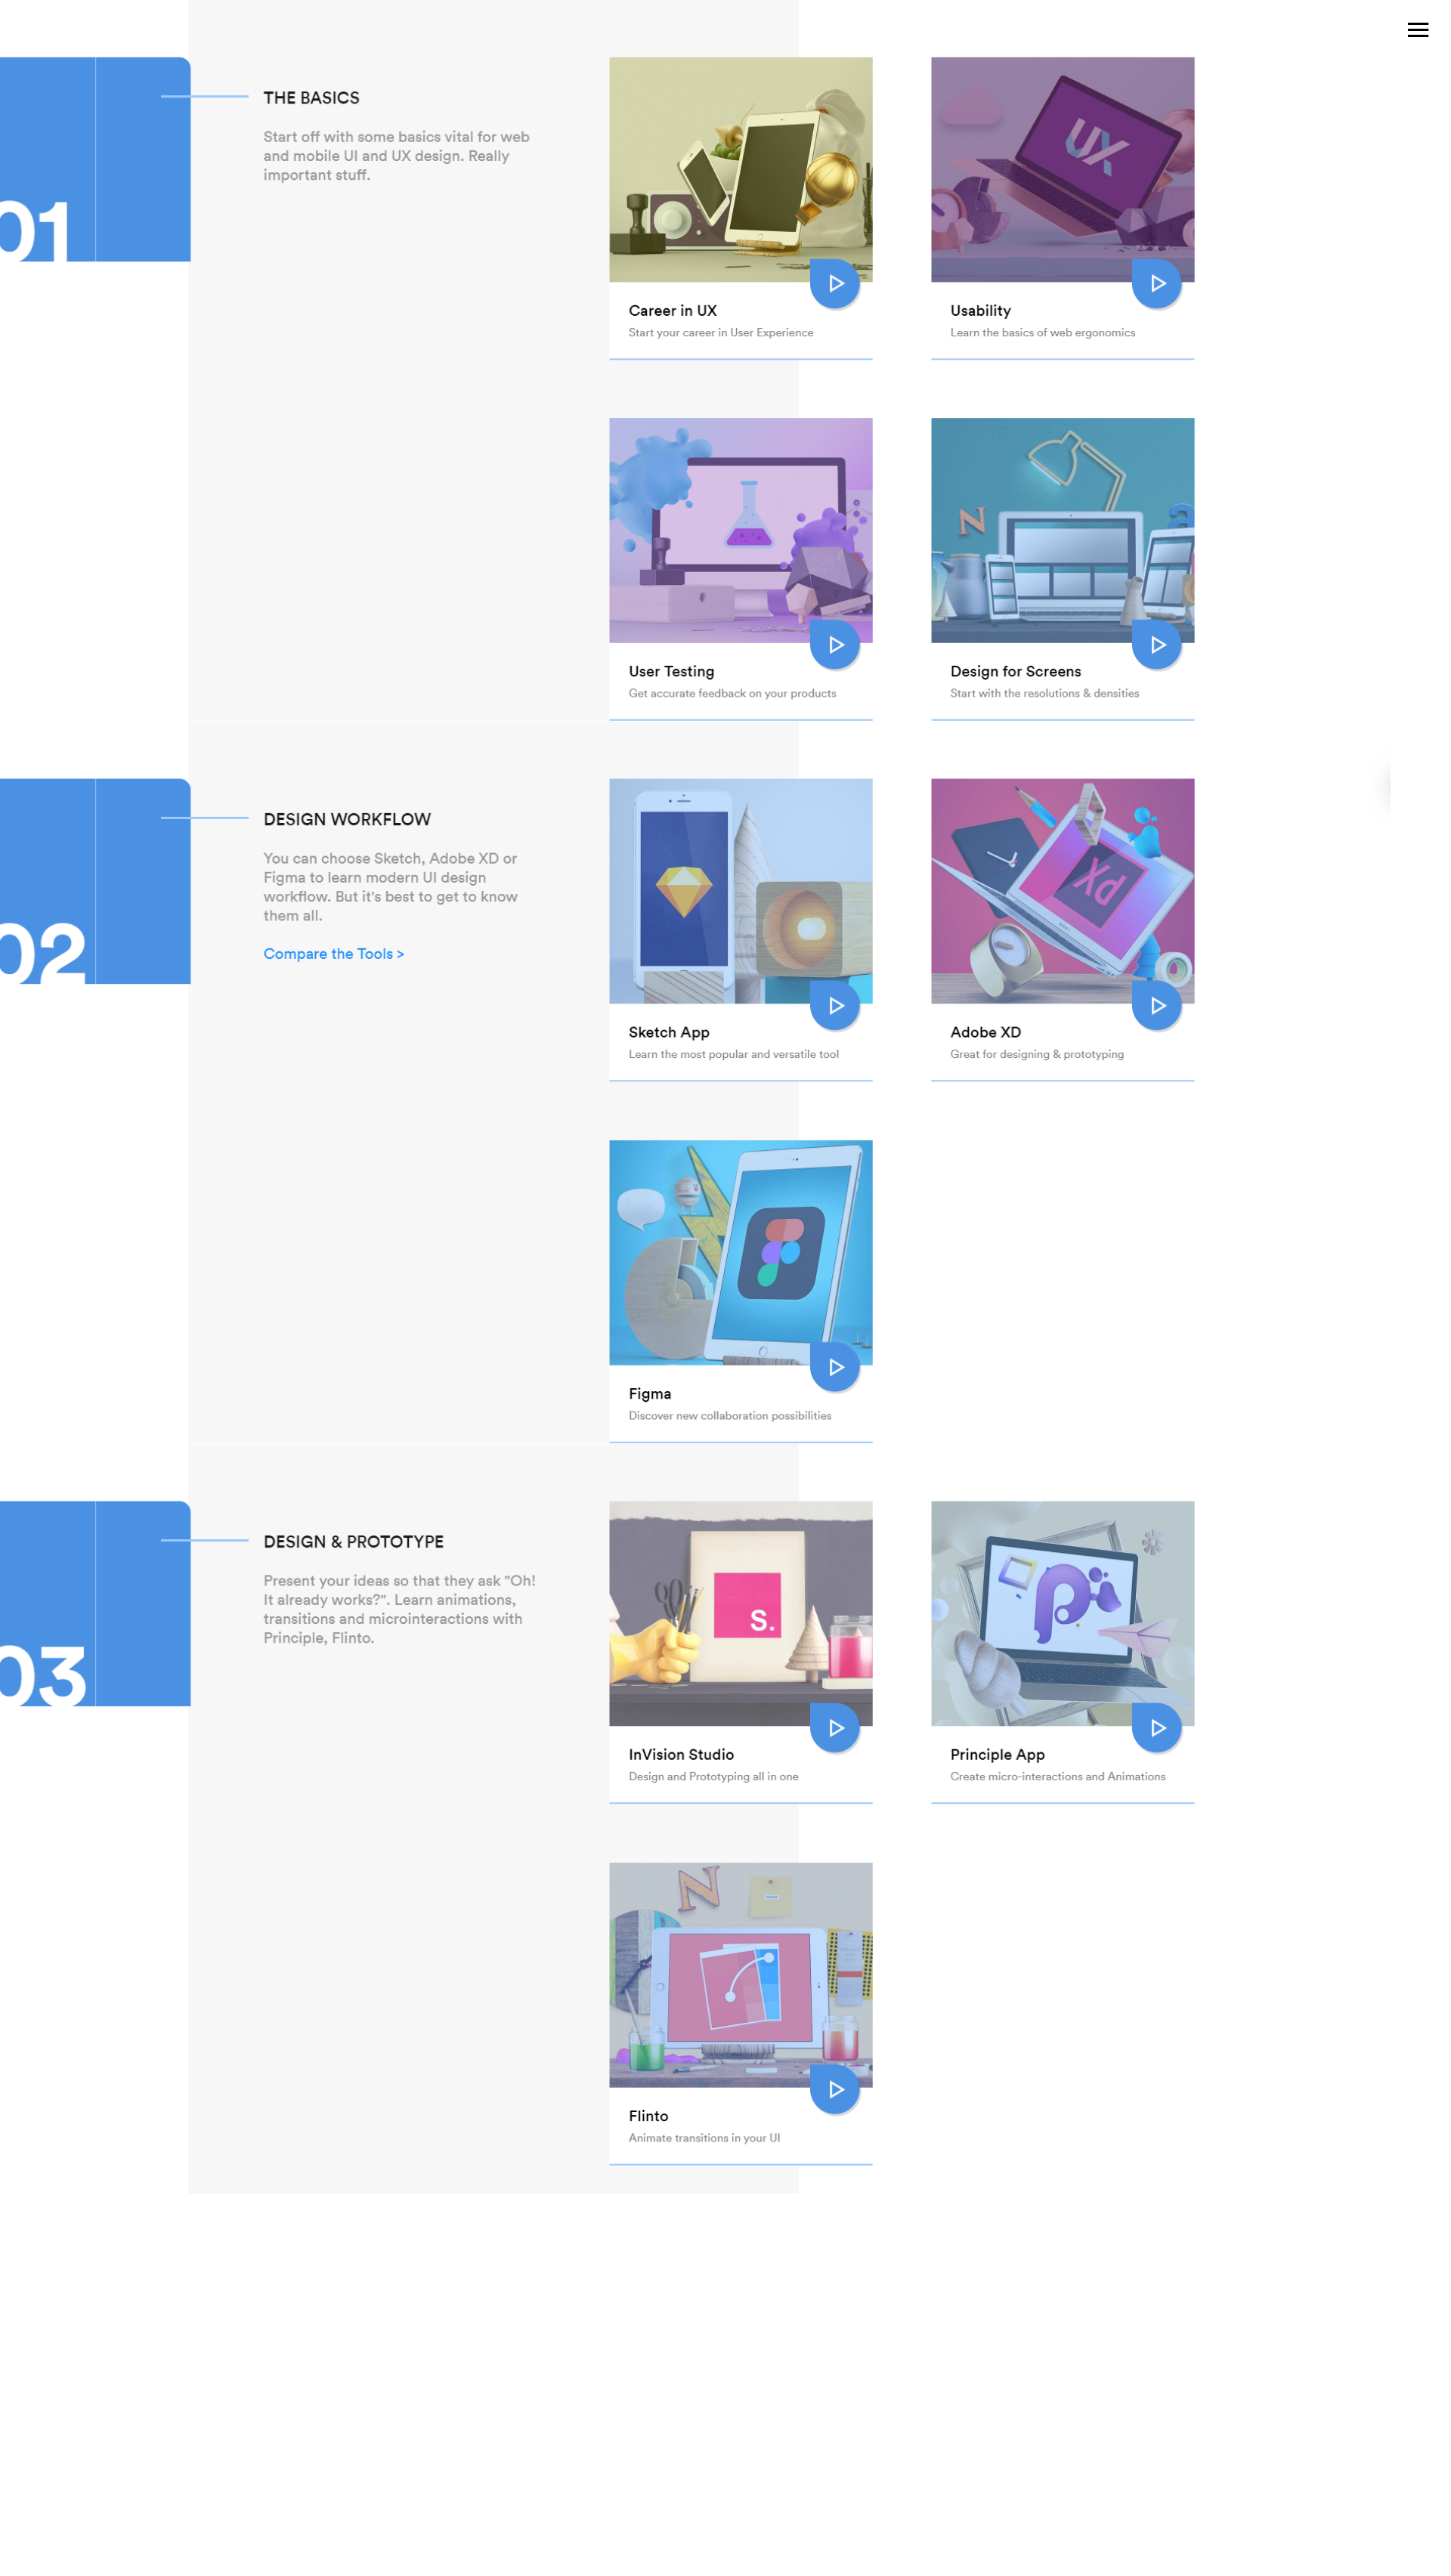 01
THE BASICS
Start off with some basics vital for web
and mobile UI and UX design. Really
important stuff.
UX
Career in UX
Start your career in User Experience
Usability
Learn the basics of web ergonomics
N
a
User Testing
Get accurate feedback on your products
Design for Screens
Start with the resolutions & densities
02
DESIGN WORKFLOW
You can choose Sketch, Adobe XD or
Figma to learn modern UI design
workflow. But it's best to get to know
them all.
Compare the Tools >
XD
Sketch App
Learn the most popular and versatile tool
Adobe XD
Great for designing & prototyping
Figma
Discover new collaboration possibilities
03
DESIGN & PROTOTYPE
Present your ideas so that they ask "Oh!
It already works?". Learn animations,
transitions and microinteractions with
Principle, Flinto.
S.
P
InVision Studio
Design and Prototyping all in one
Principle App
Create micro-interactions and Animations
N
Flinto
Animate transitions in your UI